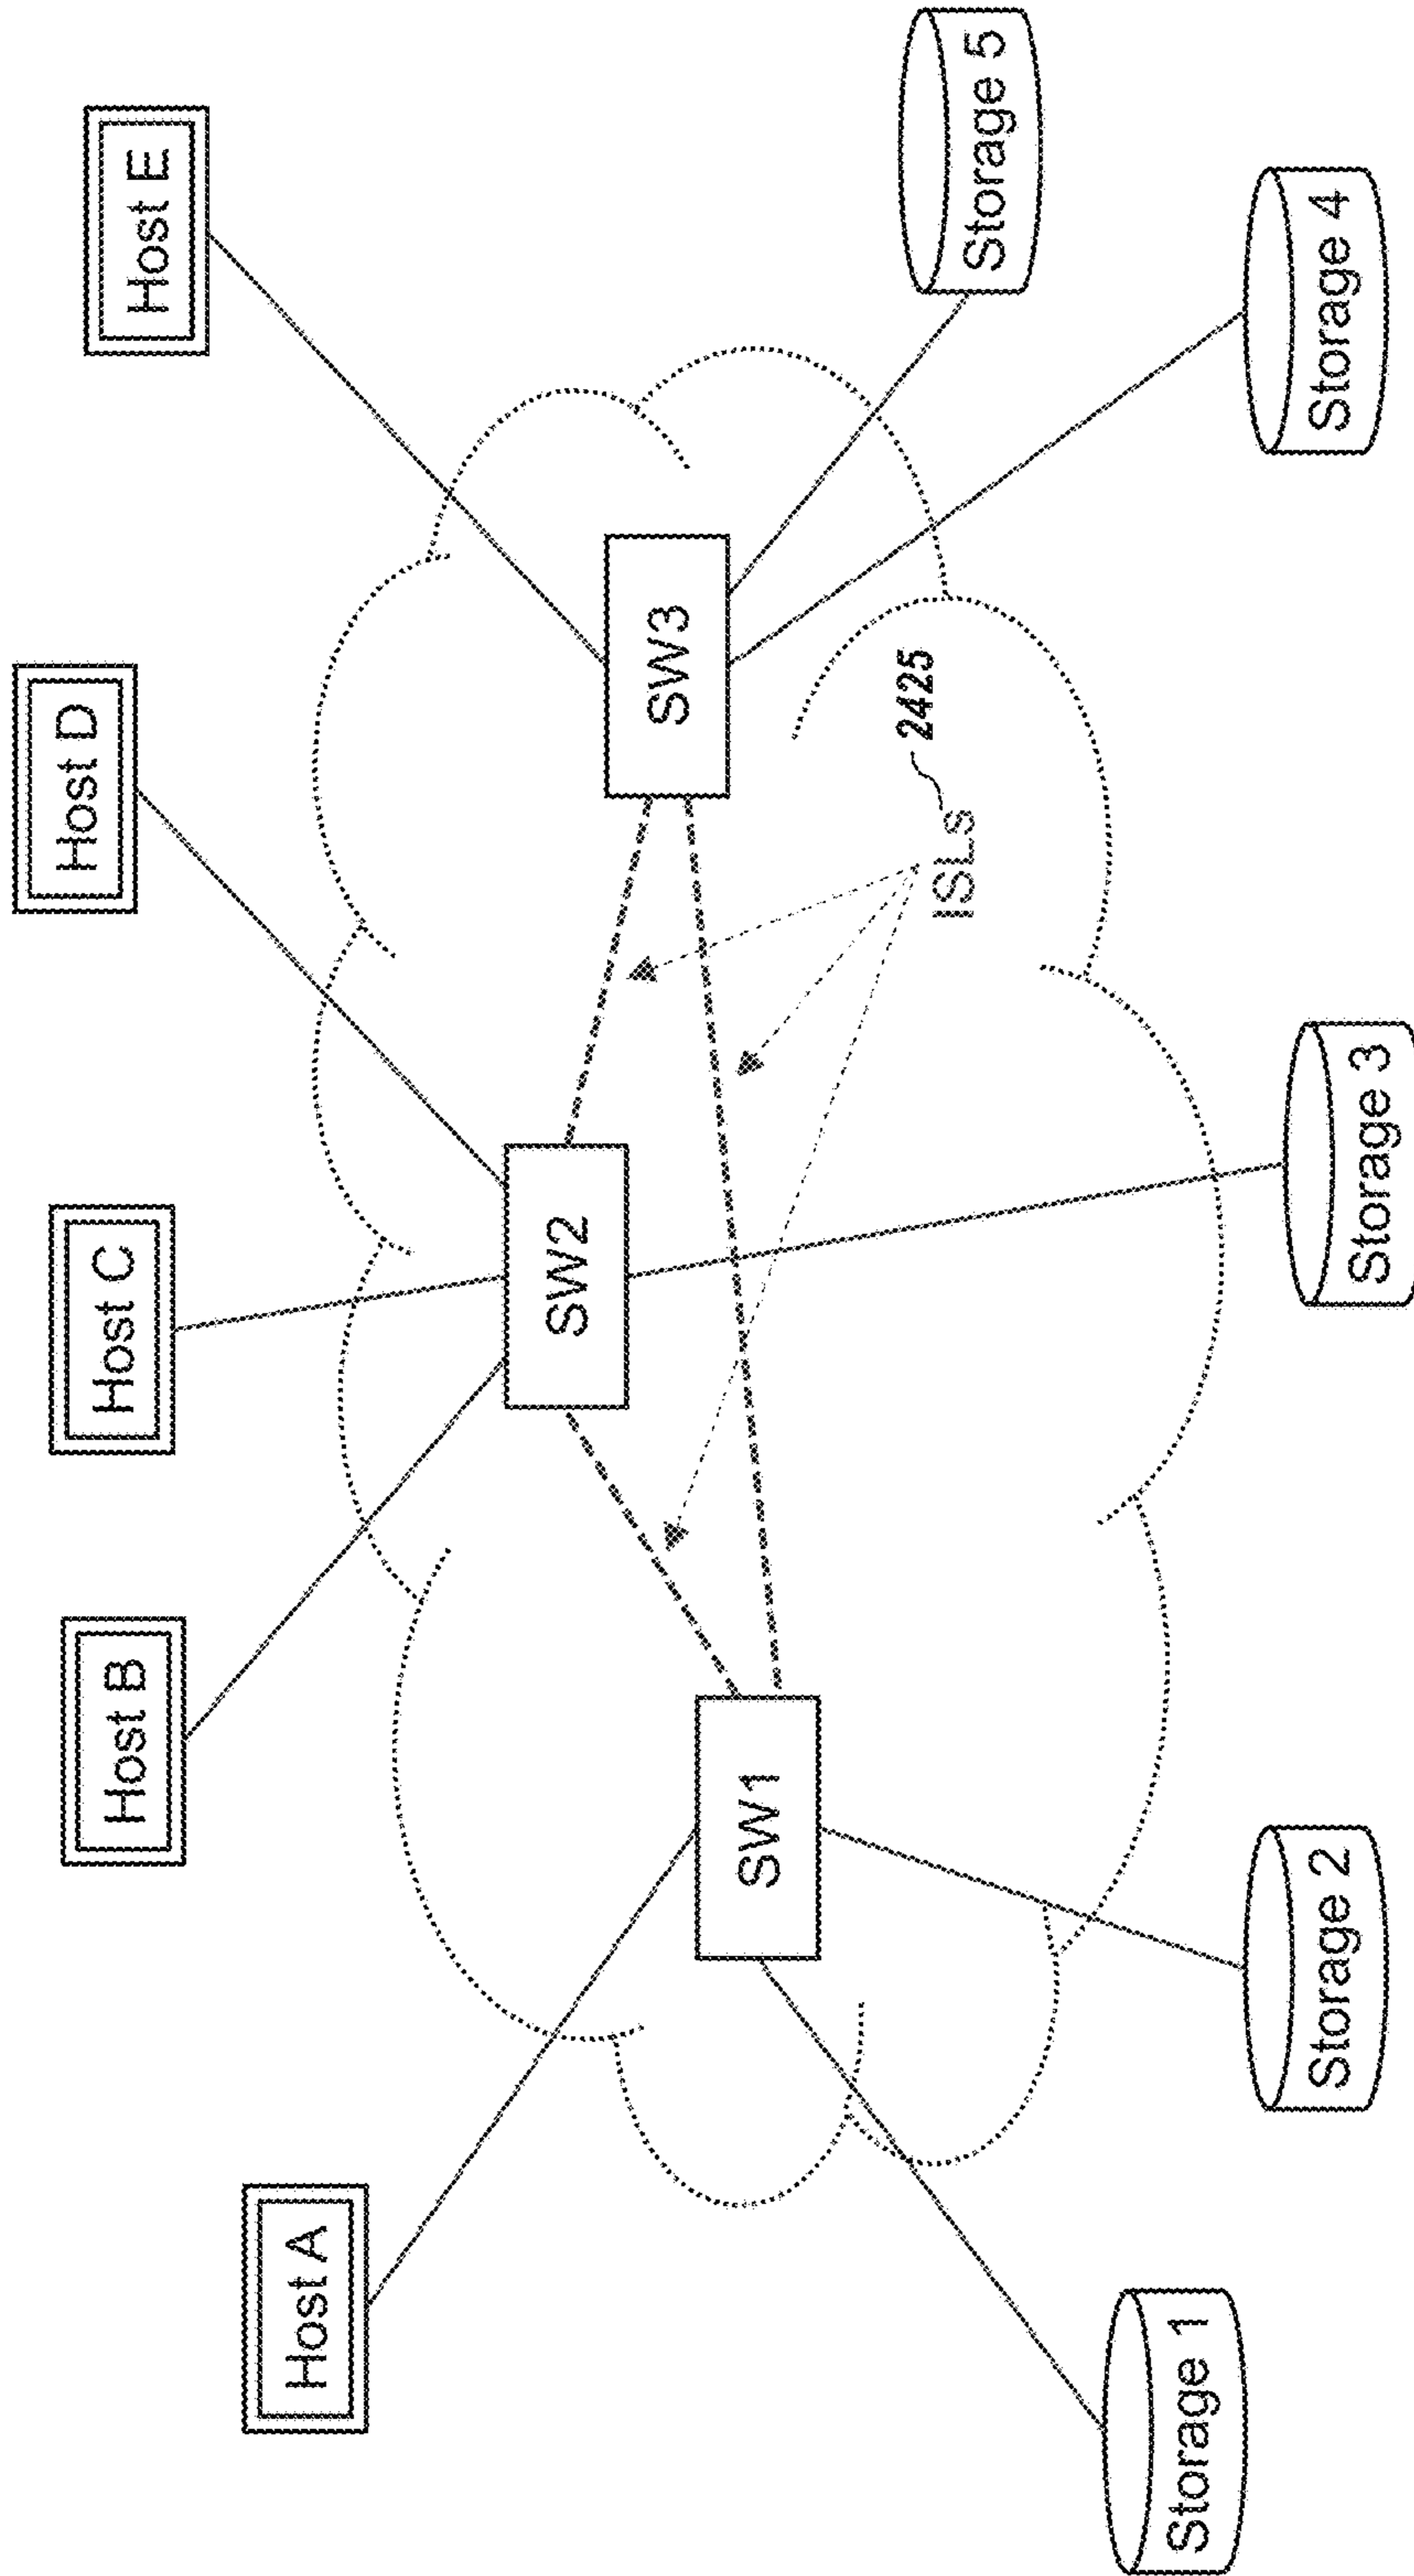 Host A
Host B
Host C
Host D
Host E
SW1
SW2
SW3
ISLs
2425
Storage 1
Storage 2
Storage 3
Storage 4
Storage 5